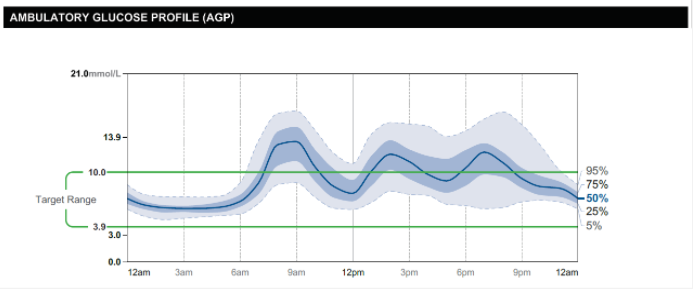 AMBULATORY GLUCOSE PROFILE (AGP)
21.0mmol/L
13.9
10.0
Target Range
3.9
3.0
0.0
95%
75%
50%
25%
5%
12am 3am 6am 9am 12pm 3pm 6pm 9pm 12am